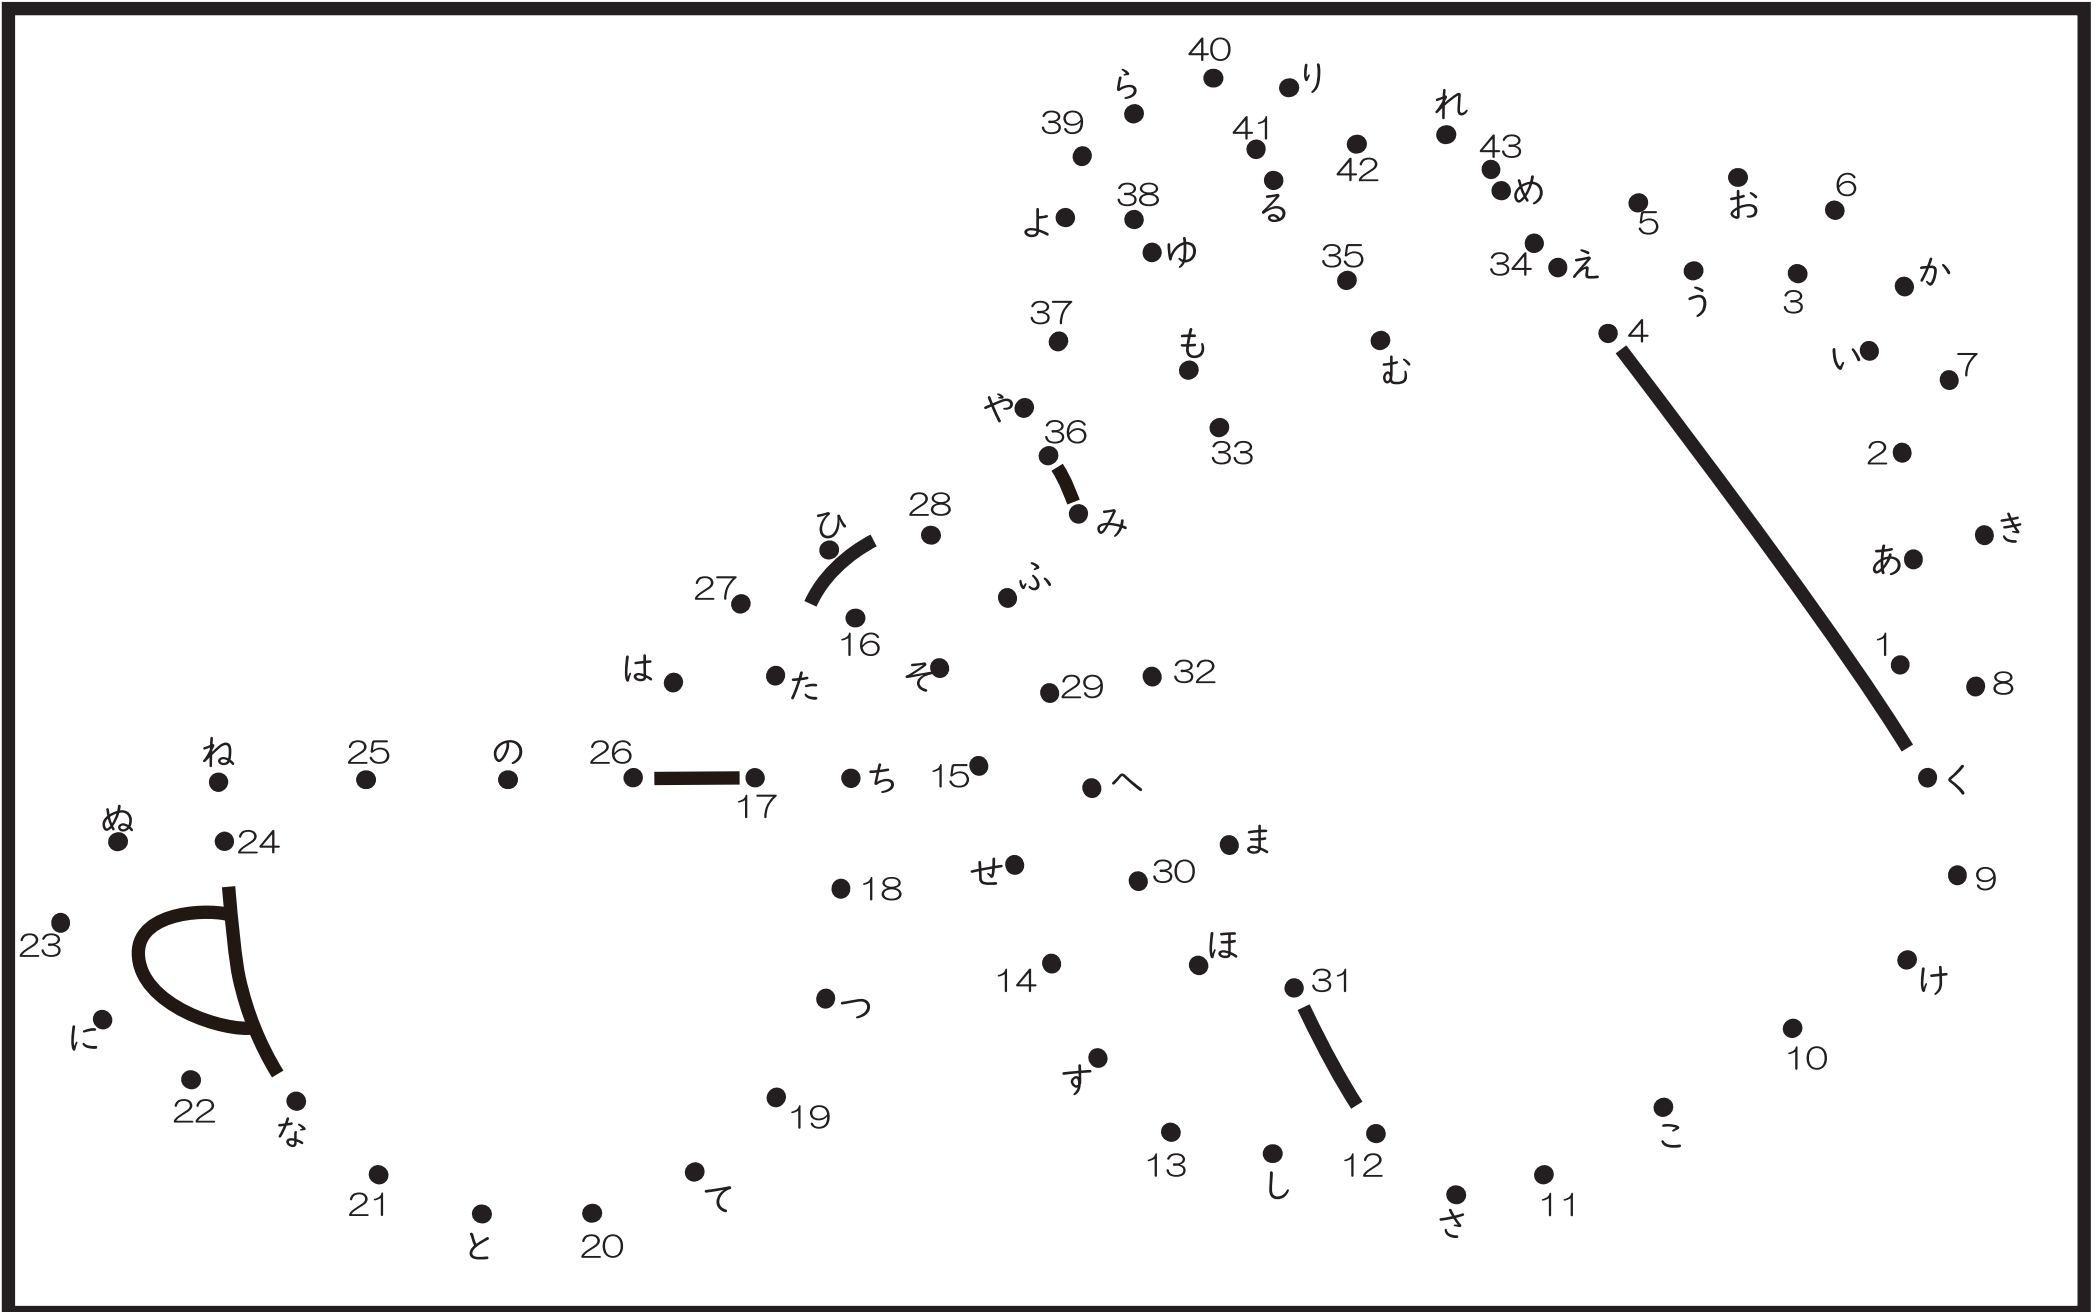 40
り
ら
れ
39
41
43
42
め
6
38
お
5
よ
る
ゆ
35
34
え
か
う
3
37
4
も
い
7
む
や
36
33
2
28
み
ひ
き
あ
27
ふ
16
1
は
た
そ
29
32
8
ね
25
の
26
17
ち
15
へ
く
ぬ
24
せ
30
ま
18
9
23
ほ
14
31
け
に
つ
22
す
10
な
19
13
12
こ
21
て
し
11
と
20
さ